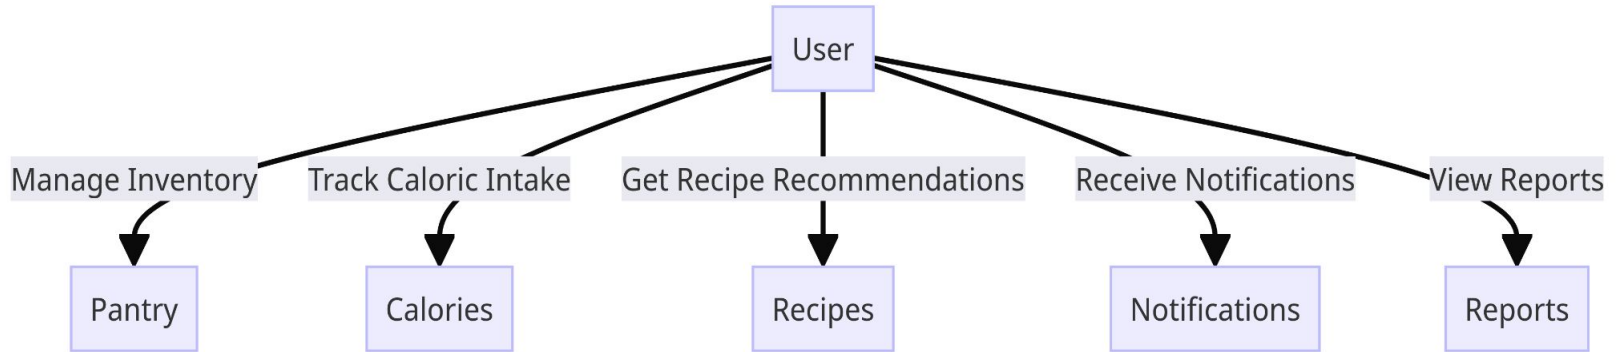 User
Manage Inventory
Track Caloric Intake
Get Recipe Recommendations
Receive Notifications
View Reports
Pantry
Calories
Recipes
Notifications
Reports